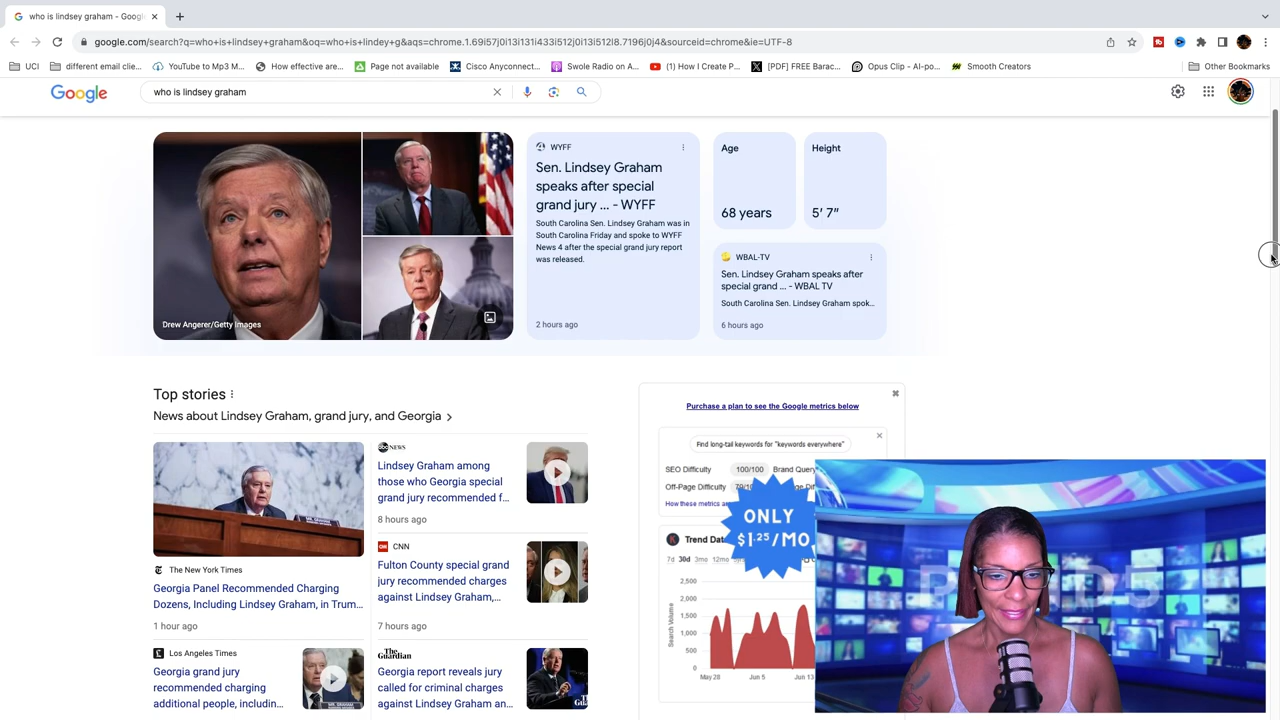 who is lindsey graham - Googl
google.com/search?q=who+is+lindsey+graham&oq=who+is+lindey+g&aqs=chrome.1.69i57j0i13i131i433i512j0i13i512l8.7196j0j4&sourceid=chrome&ie=UTF-8
UCI
different email clie...
YouTube to Mp3 M...
How effective are...
Page not available
Cisco Anyconnect...
Swole Radio on A...
(1) How I Create P...
[PDF] FREE Barac...
Opus Clip - AI-po...
Smooth Creators
Other Bookmarks
Google
who is lindsey graham
Drew Angerer/Getty Images
WYFF
Sen. Lindsey Graham
speaks after special
grand jury ... - WYFF
South Carolina Sen. Lindsey Graham was in
South Carolina Friday and spoke to WYFF
News 4 after the special grand jury report
was released.
2 hours ago
Age
68 years
Height
5′ 7″
WBAL-TV
Sen. Lindsey Graham speaks after
special grand ... - WBAL TV
South Carolina Sen. Lindsey Graham spok...
6 hours ago
Top stories
News about Lindsey Graham, grand jury, and Georgia
The New York Times
Georgia Panel Recommended Charging
Dozens, Including Lindsey Graham, in Trum...
1 hour ago
abc NEWS
Lindsey Graham among
those who Georgia special
grand jury recommended f...
8 hours ago
CNN
Fulton County special grand
jury recommended charges
against Lindsey Graham,...
7 hours ago
Los Angeles Times
Georgia grand jury
recommended charging
additional people, includin...
The Guardian
Georgia report reveals jury
called for criminal charges
against Lindsey Graham an...
Purchase a plan to see the Google metrics below
Find long-tail keywords for "keywords everywhere"
SEO Difficulty 100/100 Brand Query
Off-Page Difficulty
How these metrics
ONLY
$1.25/MO
Trend Dat
7d 30d 3mo 12mo
Search Volume
2,500
2,000
1,500
1,000
500
0
May 28 Jun 5 Jun 13